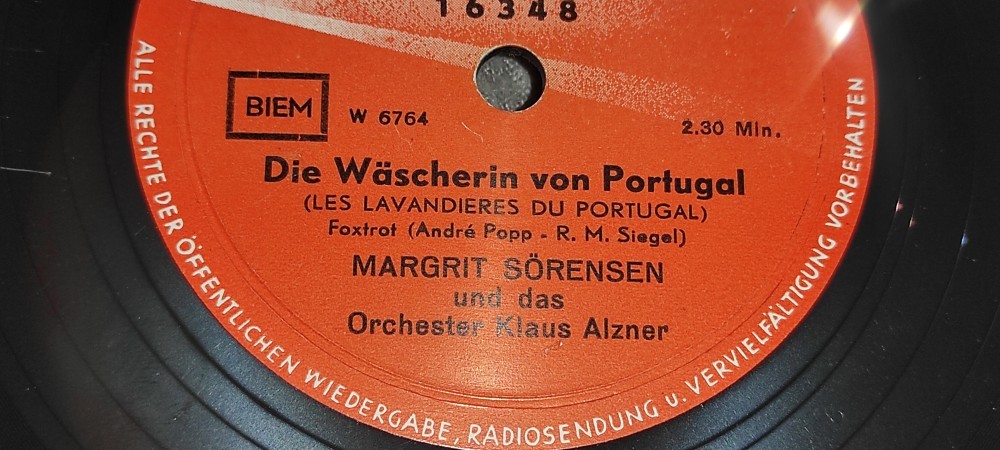 16348
BIEM
W 6764
2.30 Min.
Die Wäscherin von Portugal
(LES LAVANDIERES DU PORTUGAL)
Foxtrot (André Popp - R. M. Siegel)
MARGRIT SÖRENSEN
und das
Orchester Klaus Alzner
ALLE RECHTE DER ÖFFENTLICHEN WIEDERGABE, RADIOSENDUNG u. VERVIELFÄLTIGUNG VORBEHALTEN